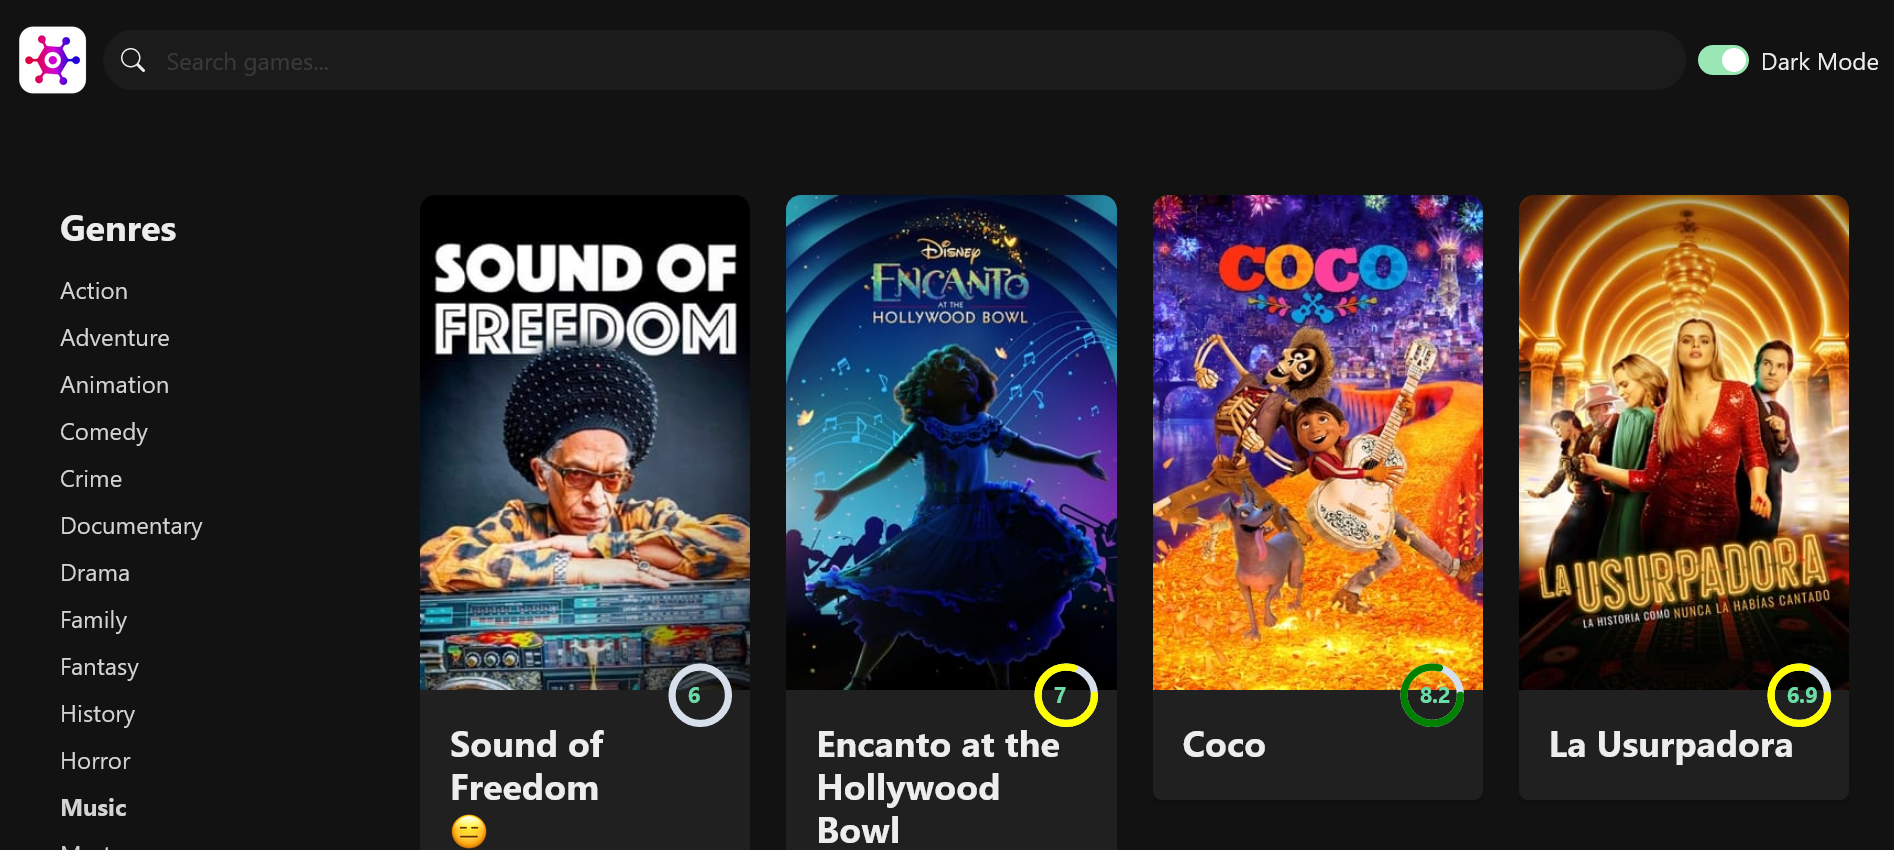 Search games...
Dark Mode
Genres
Action
Adventure
Animation
Comedy
Crime
Documentary
Drama
Family
Fantasy
History
Horror
Music
SOUND OF
FREEDOM
6
Sound of
Freedom
😑
DISNEY
ENCANTO
AT THE
HOLLYWOOD BOWL
7
Encanto at the
Hollywood
Bowl
COCO
8.2
Coco
LA USURPADORA
LA HISTORIA COMO NUNCA LA HABÍAS CANTADO
6.9
La Usurpadora